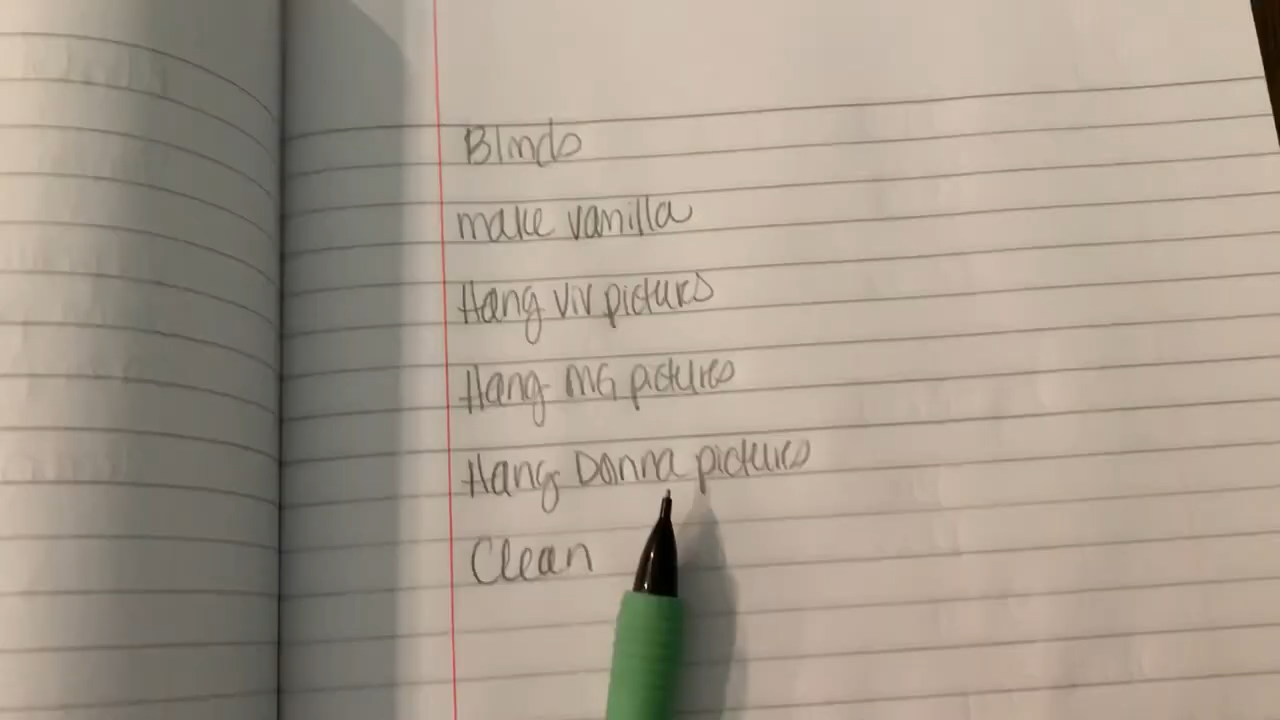 Blinds
make vanilla
Hang Viv pictures
Hang MG pictures
Hang Donna pictures
Clean